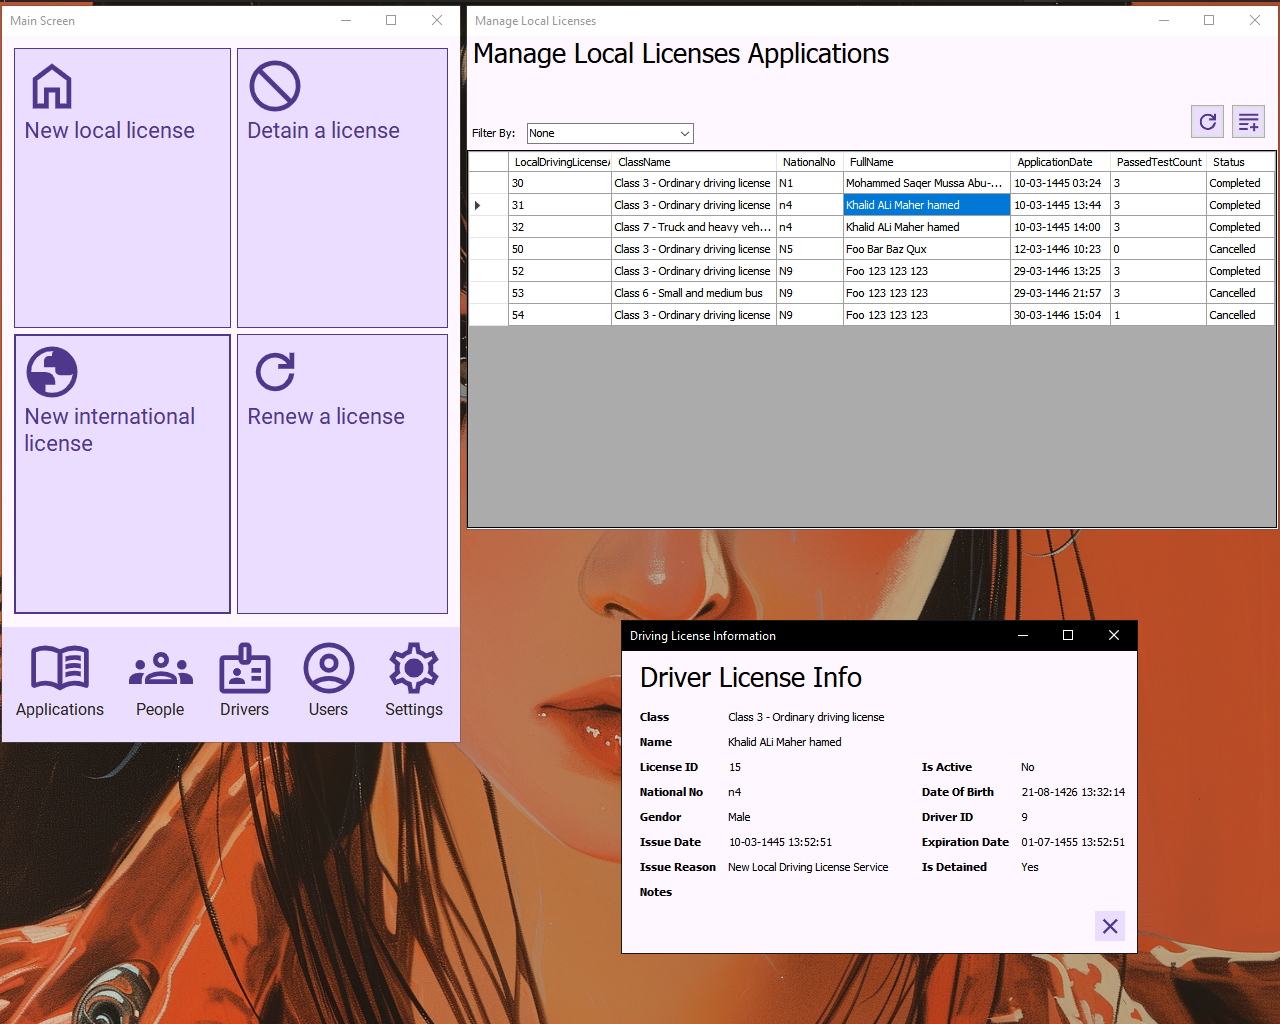 Main Screen
New local license
Detain a license
New international
license
Renew a license
Applications
People
Drivers
Users
Settings
Manage Local Licenses
Manage Local Licenses Applications
Filter By: None
LocalDrivingLicenseA ClassName NationalNo FullName ApplicationDate PassedTestCount Status
30 Class 3 - Ordinary driving license N1 Mohammed Saqer Mussa Abu-... 10-03-1445 03:24 3 Completed
31 Class 3 - Ordinary driving license n4 Khalid ALi Maher hamed 10-03-1445 13:44 3 Completed
32 Class 7 - Truck and heavy veh... n4 Khalid ALi Maher hamed 10-03-1445 14:00 3 Completed
50 Class 3 - Ordinary driving license N5 Foo Bar Baz Qux 12-03-1446 10:23 0 Cancelled
52 Class 3 - Ordinary driving license N9 Foo 123 123 123 29-03-1446 13:25 3 Completed
53 Class 6 - Small and medium bus N9 Foo 123 123 123 29-03-1446 21:57 3 Cancelled
54 Class 3 - Ordinary driving license N9 Foo 123 123 123 30-03-1446 15:04 1 Cancelled
Driving License Information
Driver License Info
Class Class 3 - Ordinary driving license
Name Khalid ALi Maher hamed
License ID 15 Is Active No
National No n4 Date Of Birth 21-08-1426 13:32:14
Gendor Male Driver ID 9
Issue Date 10-03-1445 13:52:51 Expiration Date 01-07-1455 13:52:51
Issue Reason New Local Driving License Service Is Detained Yes
Notes